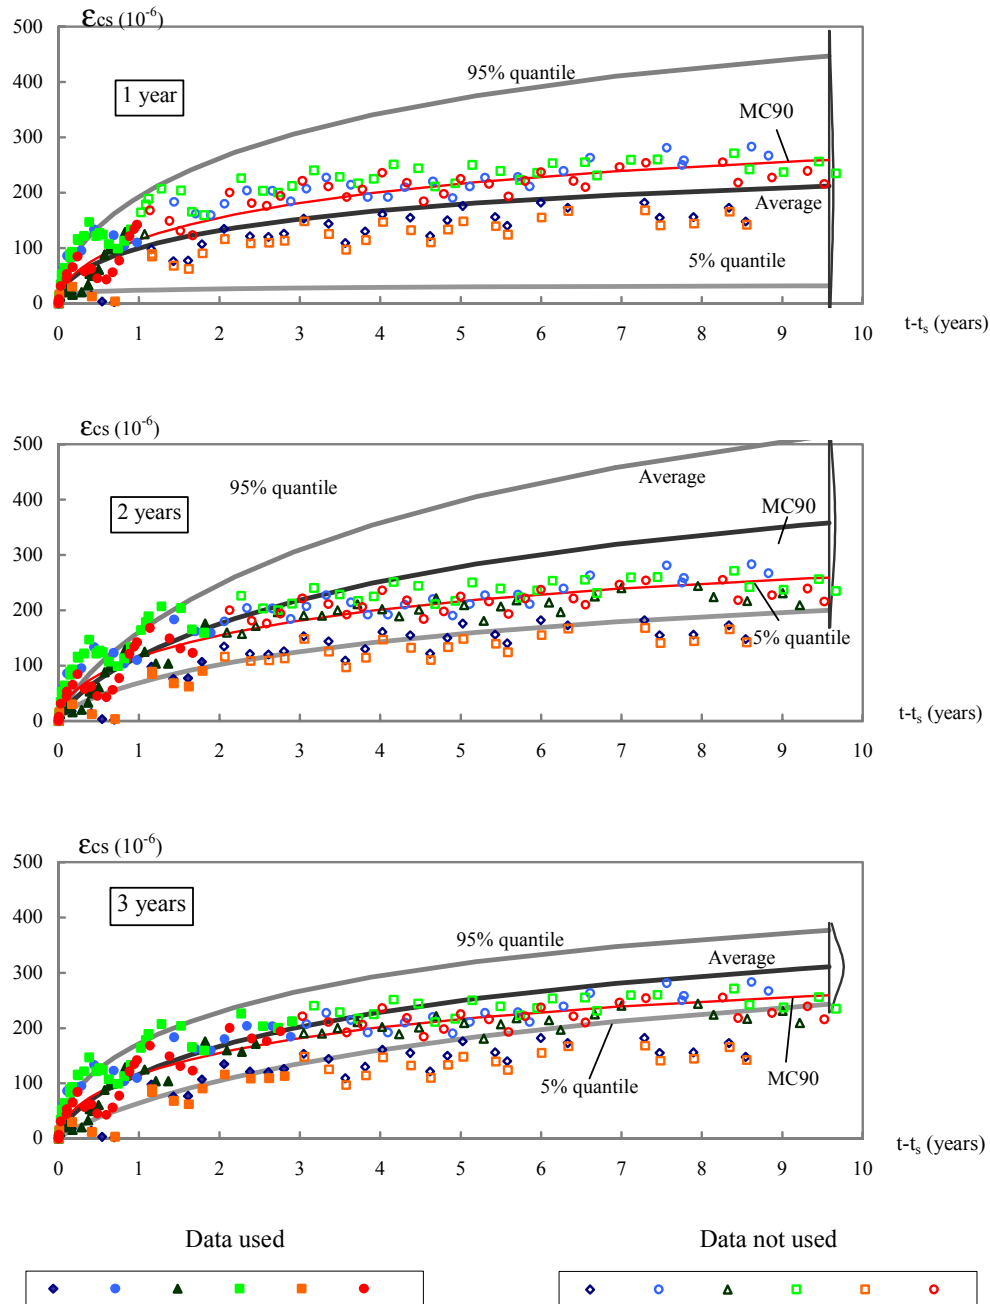 εcs (10⁻⁶)
500
95% quantile
400
1 year
MC90
300
200
Average
100
5% quantile
0
0 1 2 3 4 5 6 7 8 9 10
t-tₛ (years)
εcs (10⁻⁶)
500
Average
95% quantile
400
2 years
MC90
300
200
5% quantile
100
0
0 1 2 3 4 5 6 7 8 9 10
t-tₛ (years)
εcs (10⁻⁶)
500
3 years
400
95% quantile
Average
300
200
MC90
5% quantile
100
0
0 1 2 3 4 5 6 7 8 9 10
t-tₛ (years)
Data used
Data not used